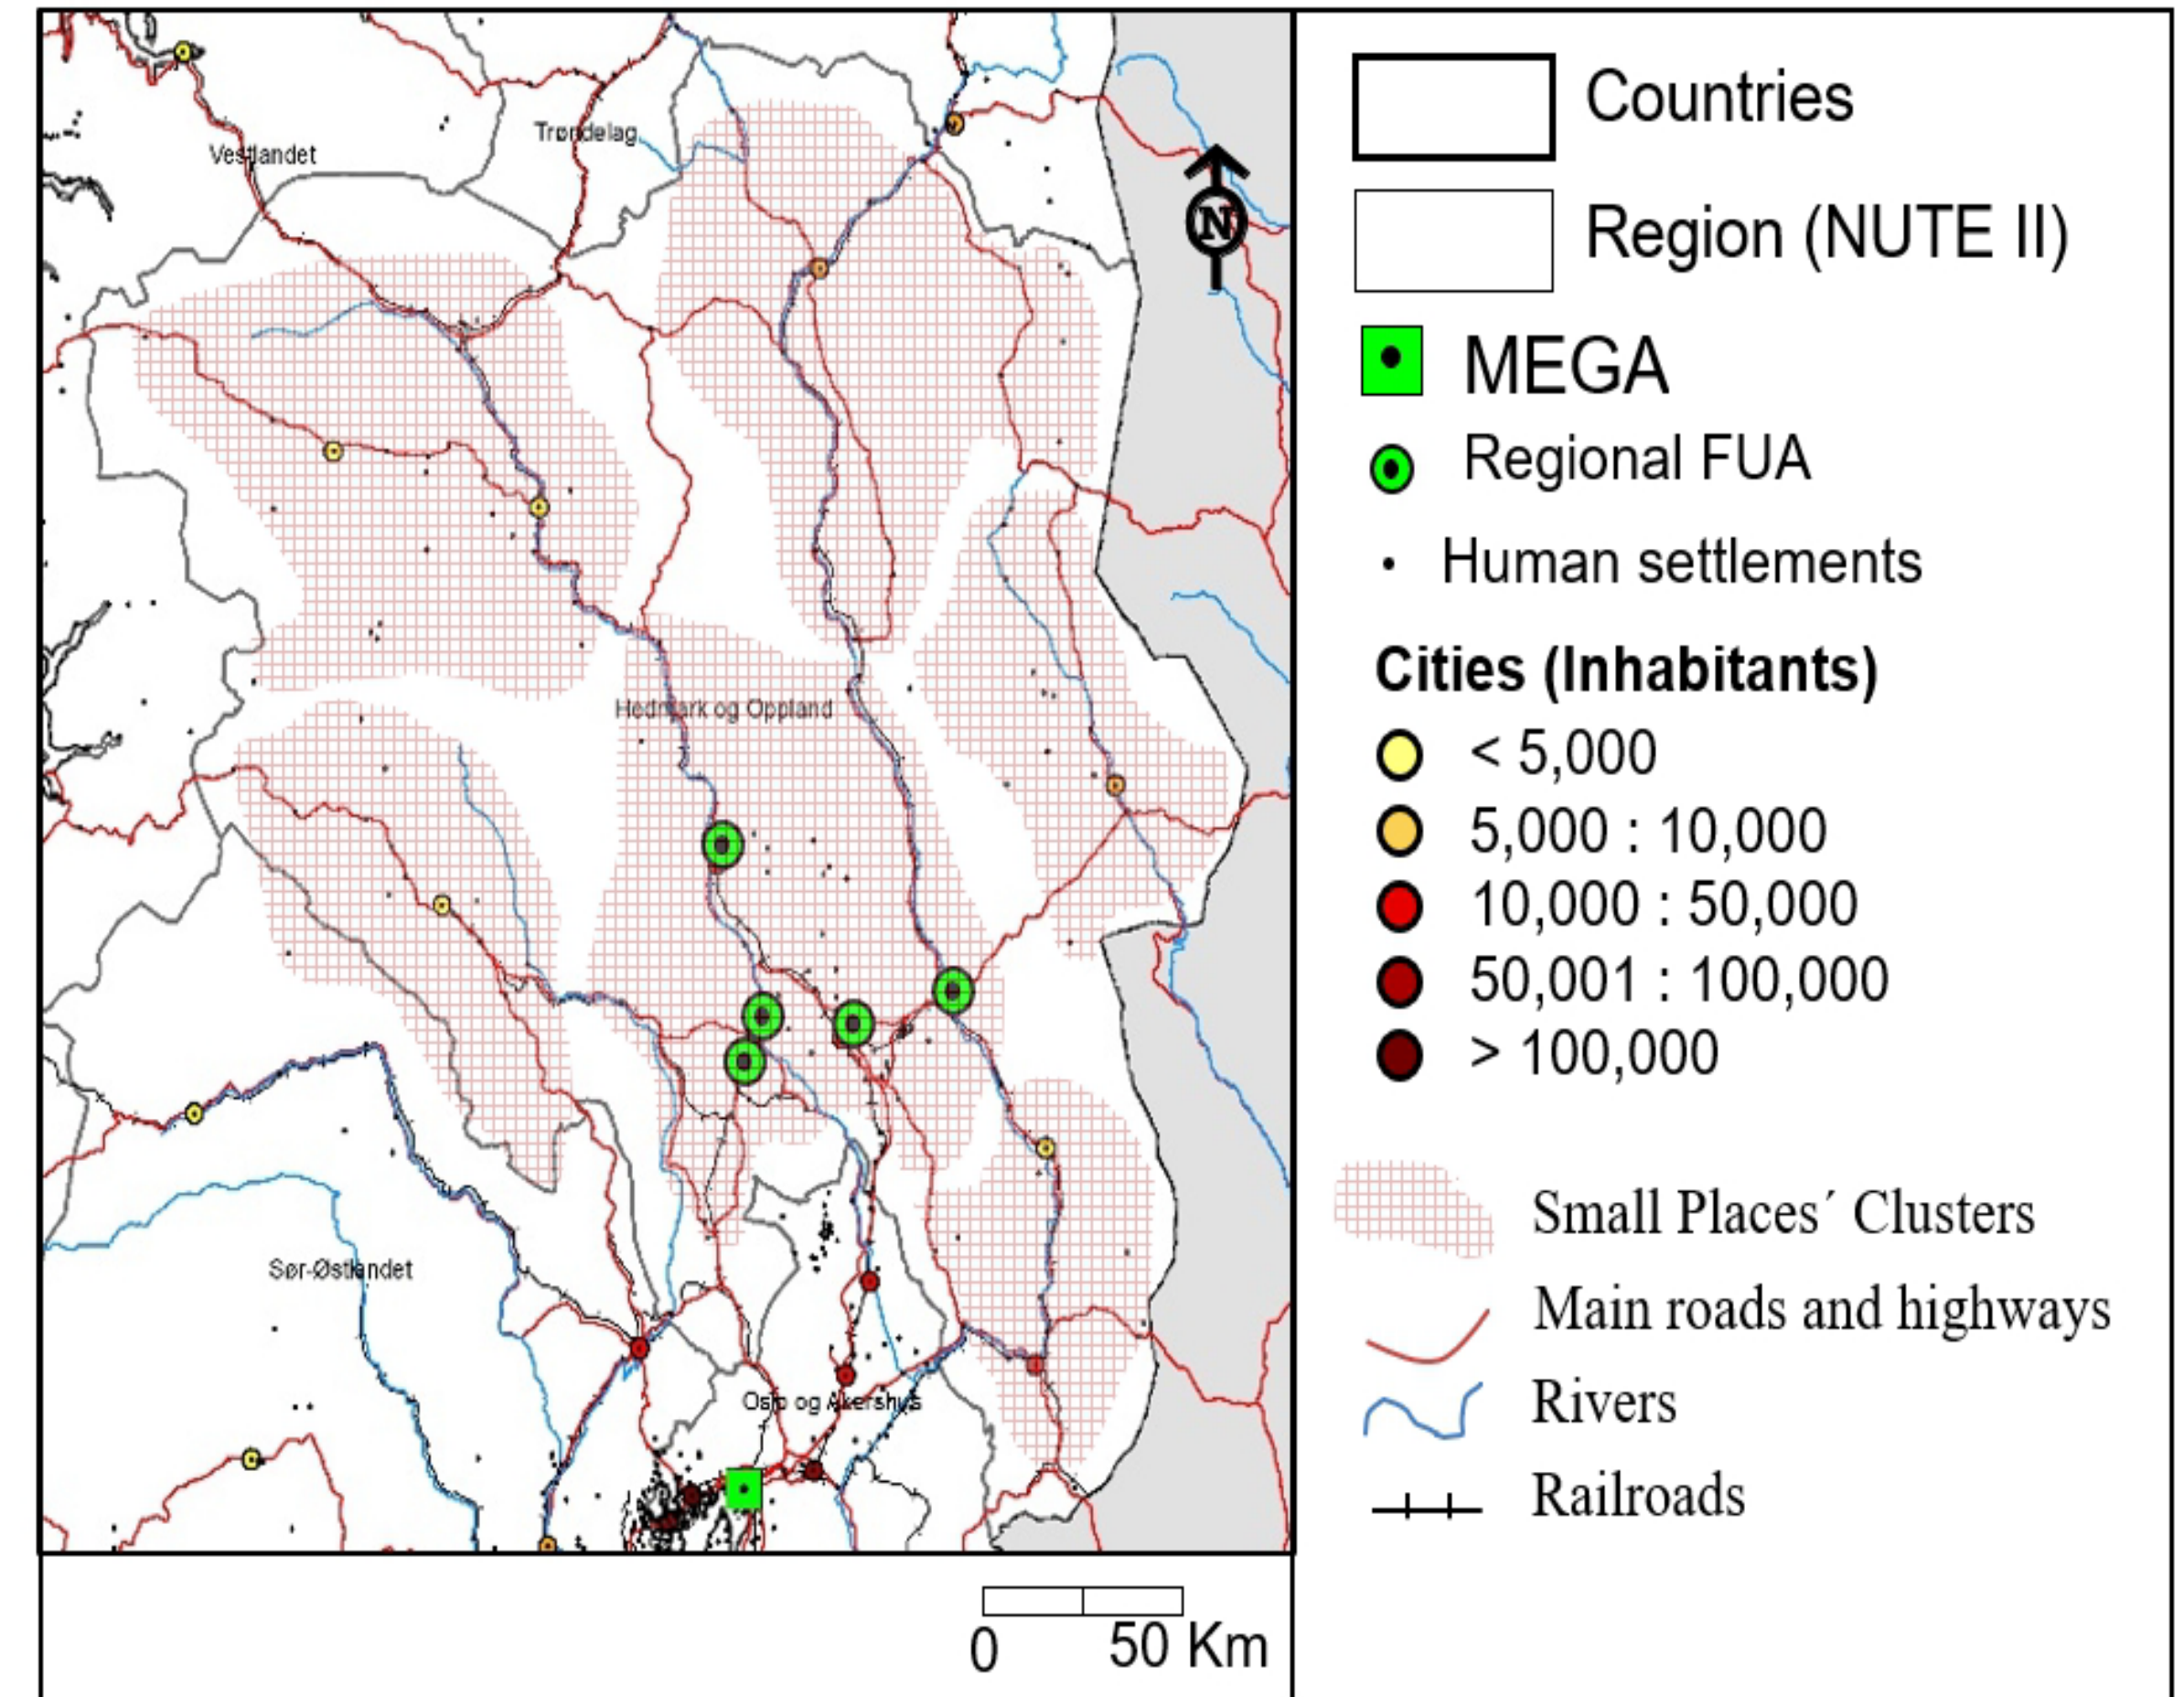 Trøndelag
Vestlandet
Hedmark og Oppland
Sør-Østlandet
Oslo og Akershus
N
0 50 Km
Countries
Region (NUTE II)
MEGA
Regional FUA
Human settlements
Cities (Inhabitants)
< 5,000
5,000 : 10,000
10,000 : 50,000
50,001 : 100,000
> 100,000
Small Places´ Clusters
Main roads and highways
Rivers
Railroads